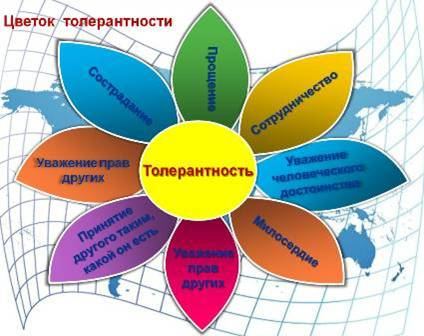 Цветок толерантности
Прощение
Сострадание
Сотрудничество
Уважение прав
других
Толерантность
Уважение
человеческого
достоинства
Принятие
другого таким,
какой он есть
Милосердие
Уважение
прав
других